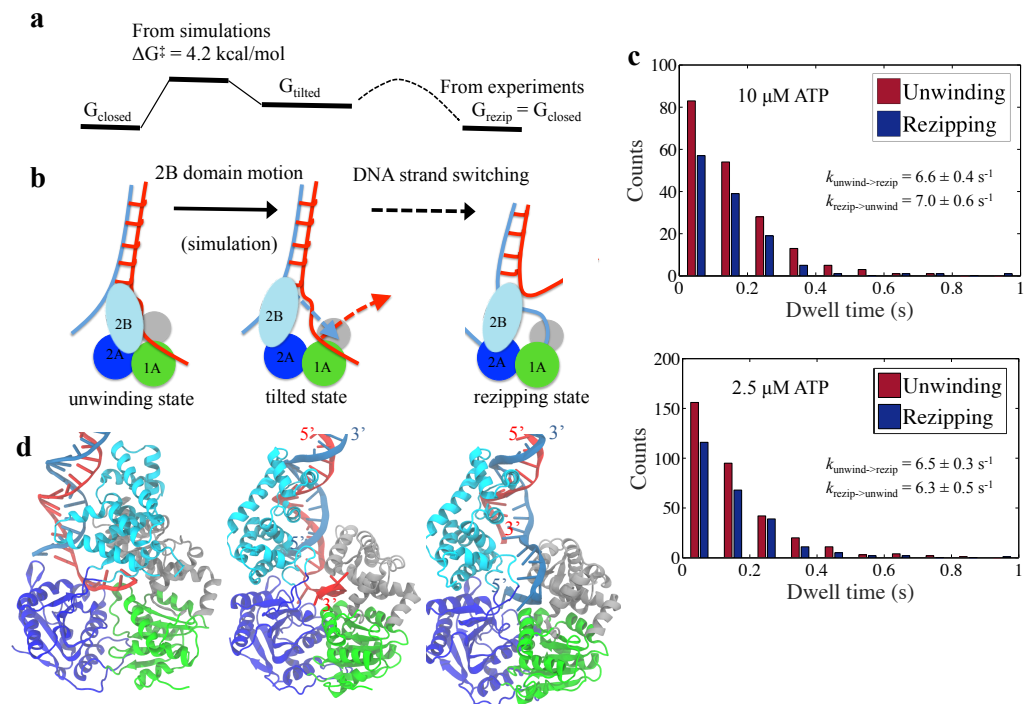 a
From simulations
ΔG‡ = 4.2 kcal/mol
G_closed
G_tilted
From experiments
G_rezip = G_closed
b
2B domain motion
DNA strand switching
(simulation)
2B
2A
1A
unwinding state
2B
2A
1A
tilted state
2B
2A
1A
rezipping state
c
100
80
60
40
20
0
Counts
10 μM ATP
Unwinding
Rezipping
k_unwind->rezip = 6.6 ± 0.4 s⁻¹
k_rezip->unwind = 7.0 ± 0.6 s⁻¹
0 0.2 0.4 0.6 0.8 1
Dwell time (s)
200
150
100
50
0
Counts
2.5 μM ATP
Unwinding
Rezipping
k_unwind->rezip = 6.5 ± 0.3 s⁻¹
k_rezip->unwind = 6.3 ± 0.5 s⁻¹
0 0.2 0.4 0.6 0.8 1
Dwell time (s)
d
5’ 3’
5’
3’
5’ 3’
3’
5’